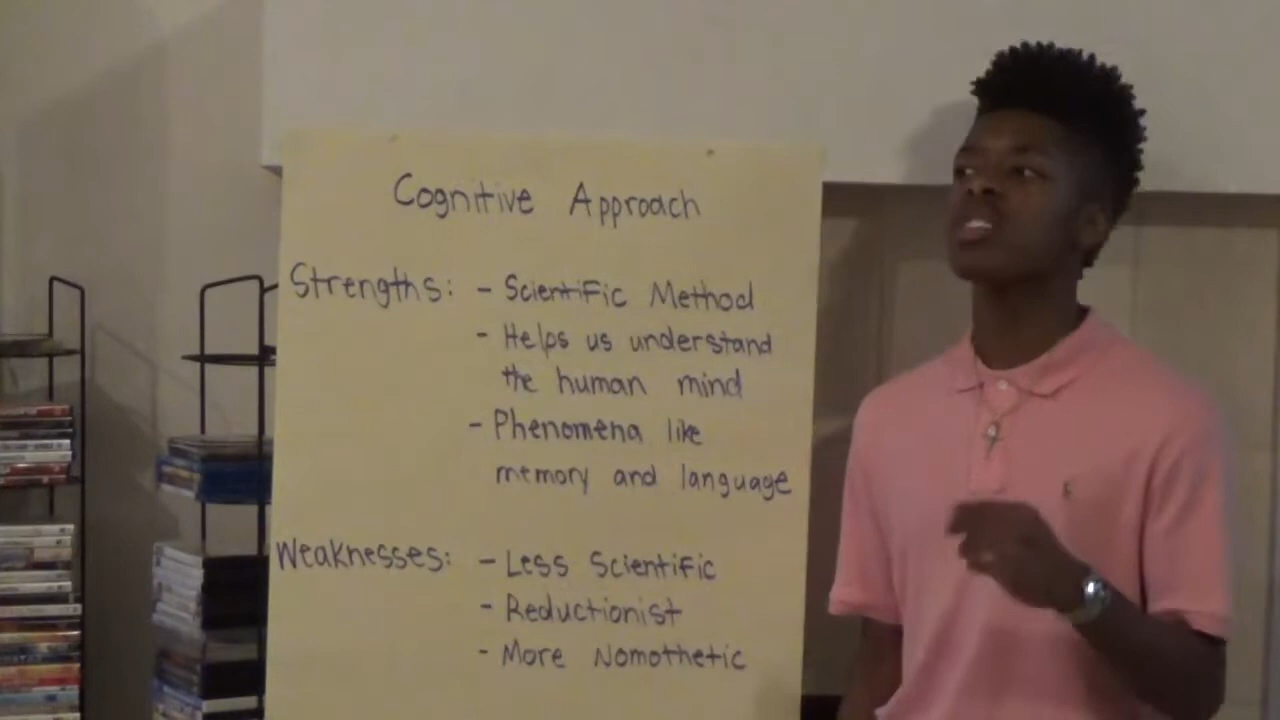 Cognitive Approach
Strengths: - Scientific Method
- Helps us understand
the human mind
- Phenomena like
memory and language
Weaknesses: - Less Scientific
- Reductionist
- More Nomothetic